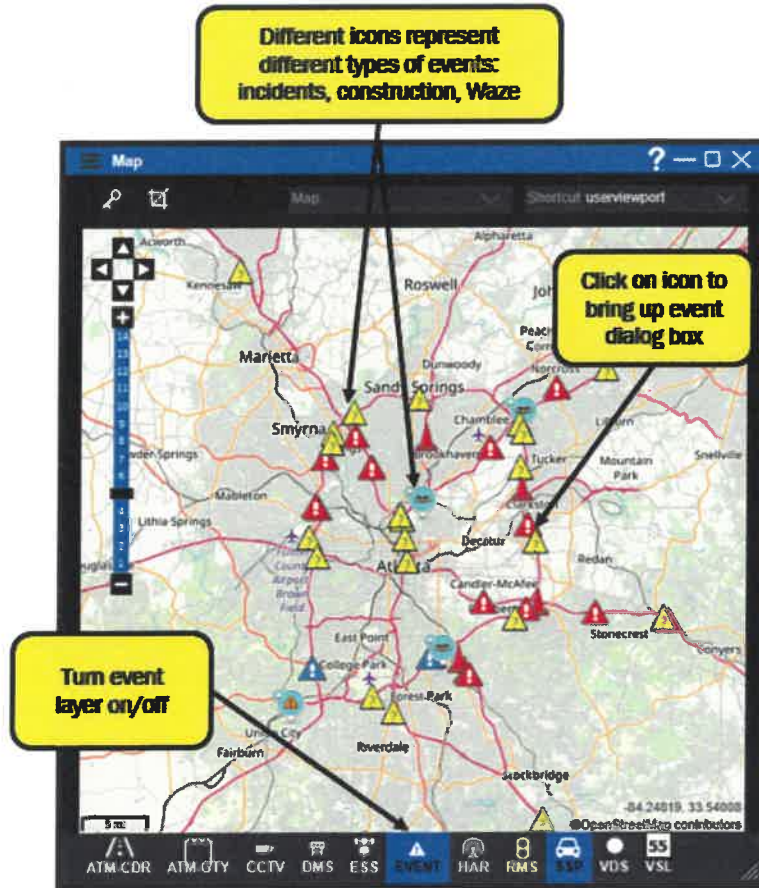 Different icons represent
different types of events:
incidents, construction, Waze
Map
?
Map
Shortcut userviewport
Click on icon to
bring up event
dialog box
Acworth
Alpharetta
Kennesaw
Roswell
Marietta
Dunwoody
Norcross
Sandy Springs
Chamblee
Lilburn
Smyrna
Brookhaven
Tucker
Snellville
Mountain
Park
Mableton
Clarkston
Lithia Springs
Decatur
Redan
Atlanta
County
Airport
Brown
Field
Candler-McAfee
East Point
Stonecrest
Conyers
College Park
Forest Park
Turn event
layer on/off
Union City
Fairburn
Riverdale
Stockbridge
-84.24819, 33.54008
5 mi
©OpenStreetMap contributors
ATM-CDR ATM-GTY CCTV DMS ESS EVENT HAR RMS SSP VDS VSL
55